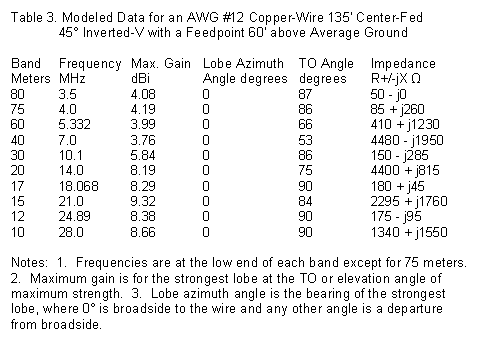 Table 3. Modeled Data for an AWG #12 Copper-Wire 135' Center-Fed
45° Inverted-V with a Feedpoint 60' above Average Ground
Band Frequency Max. Gain Lobe Azimuth TO Angle Impedance
Meters MHz dBi Angle degrees degrees R+/-jX Ω
80 3.5 4.08 0 87 50 - j0
75 4.0 4.19 0 86 85 + j260
60 5.332 3.99 0 66 410 + j1230
40 7.0 3.76 0 53 4480 - j1950
30 10.1 5.84 0 86 150 - j285
20 14.0 8.19 0 75 4400 + j815
17 18.068 8.29 0 90 180 + j45
15 21.0 9.32 0 84 2295 + j1760
12 24.89 8.38 0 90 175 - j95
10 28.0 8.66 0 90 1340 + j1550
Notes: 1. Frequencies are at the low end of each band except for 75 meters.
2. Maximum gain is for the strongest lobe at the TO or elevation angle of
maximum strength. 3. Lobe azimuth angle is the bearing of the strongest
lobe, where 0° is broadside to the wire and any other angle is a departure
from broadside.